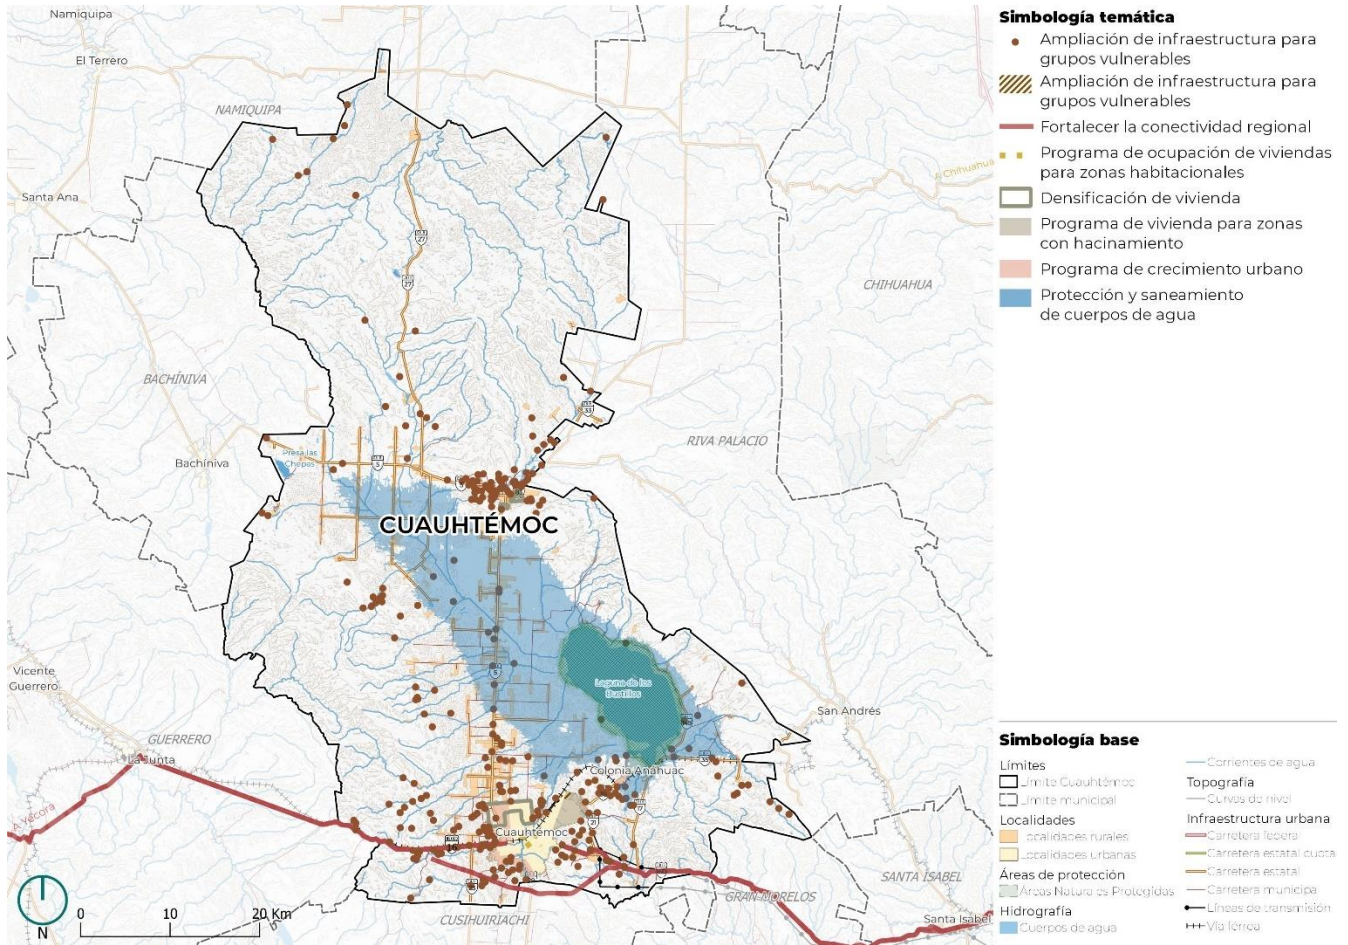 Namiquipa
El Terrero
NAMIQUIPA
Santa Ana
A Chihuahua
27
27
CHIHUAHUA
BACHÍNIVA
33
RIVA PALACIO
Presa las
Chepas
5
Bachíniva
CUAUHTÉMOC
5
Laguna de los
Bustillos
Vicente
Guerrero
San Andrés
GUERRERO
La Junta
Colonia Anáhuac
A Yécora
Cuauhtémoc
21
16
SANTA ISABEL
GRAN MORELOS
CUSIHUIRIACHI
Santa Isabel
N
0 10 20 Km
Simbología temática
Ampliación de infraestructura para
grupos vulnerables
Ampliación de infraestructura para
grupos vulnerables
Fortalecer la conectividad regional
Programa de ocupación de viviendas
para zonas habitacionales
Densificación de vivienda
Programa de vivienda para zonas
con hacinamiento
Programa de crecimiento urbano
Protección y saneamiento
de cuerpos de agua
Simbología base
Límites
Límite Cuauhtémoc
Límite municipal
Localidades
Localidades rurales
Localidades urbanas
Áreas de protección
Áreas Naturales Protegidas
Hidrografía
Cuerpos de agua
Corrientes de agua
Topografía
Curvas de nivel
Infraestructura urbana
Carretera federal
Carretera estatal cuota
Carretera estatal
Carretera municipal
Líneas de transmisión
Vía férrea